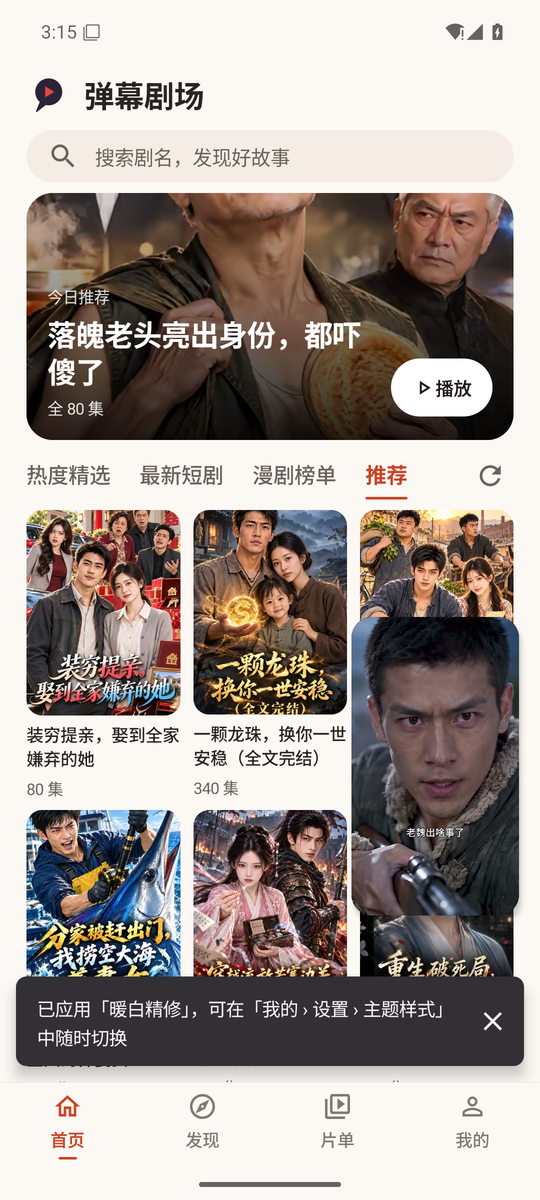 3:15
弹幕剧场
搜索剧名，发现好故事
今日推荐
落魄老头亮出身份，都吓
傻了
全 80 集
播放
热度精选
最新短剧
漫剧榜单
推荐
装穷提亲，
娶到全家嫌弃的她
一颗龙珠，
换你一世安稳
(全文完结)
装穷提亲，娶到全家
嫌弃的她
80 集
一颗龙珠，换你一世
安稳（全文完结）
340 集
老魏出啥事了
分家被赶出门，
我捞空大海
重生破死局，
已应用「暖白精修」，可在「我的 › 设置 › 主题样式」
中随时切换
首页
发现
片单
我的